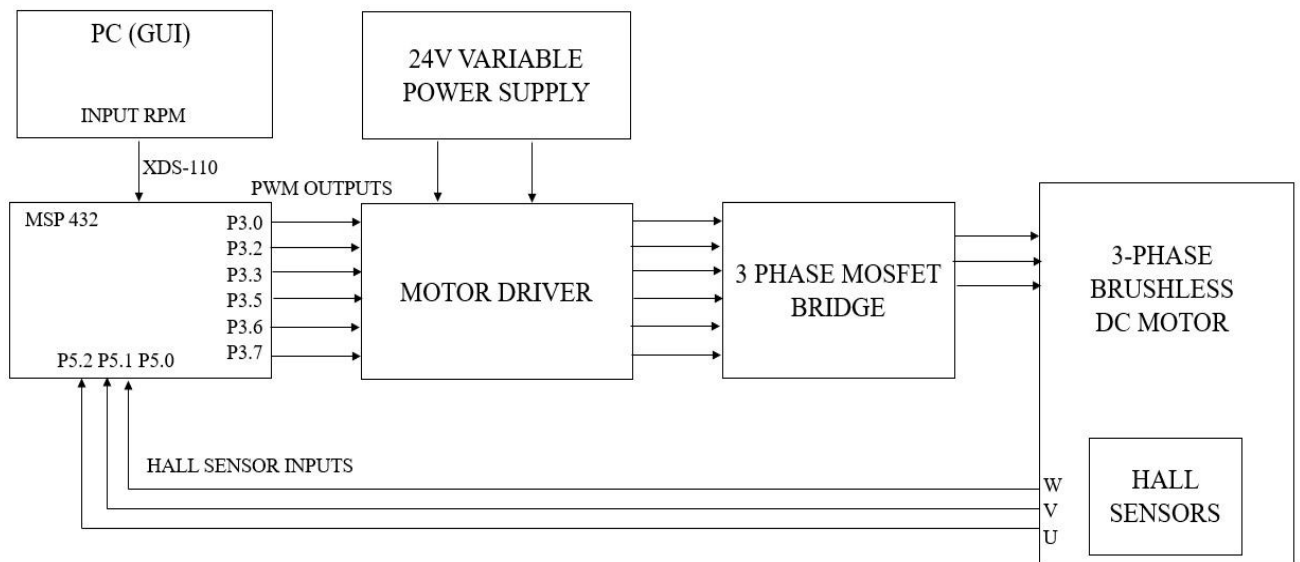 PC (GUI)
INPUT RPM
24V VARIABLE
POWER SUPPLY
XDS-110
PWM OUTPUTS
MSP 432
P3.0
P3.2
P3.3
P3.5
P3.6
P3.7
P5.2 P5.1 P5.0
MOTOR DRIVER
3 PHASE MOSFET
BRIDGE
3-PHASE
BRUSHLESS
DC MOTOR
HALL SENSOR INPUTS
W
V
U
HALL
SENSORS